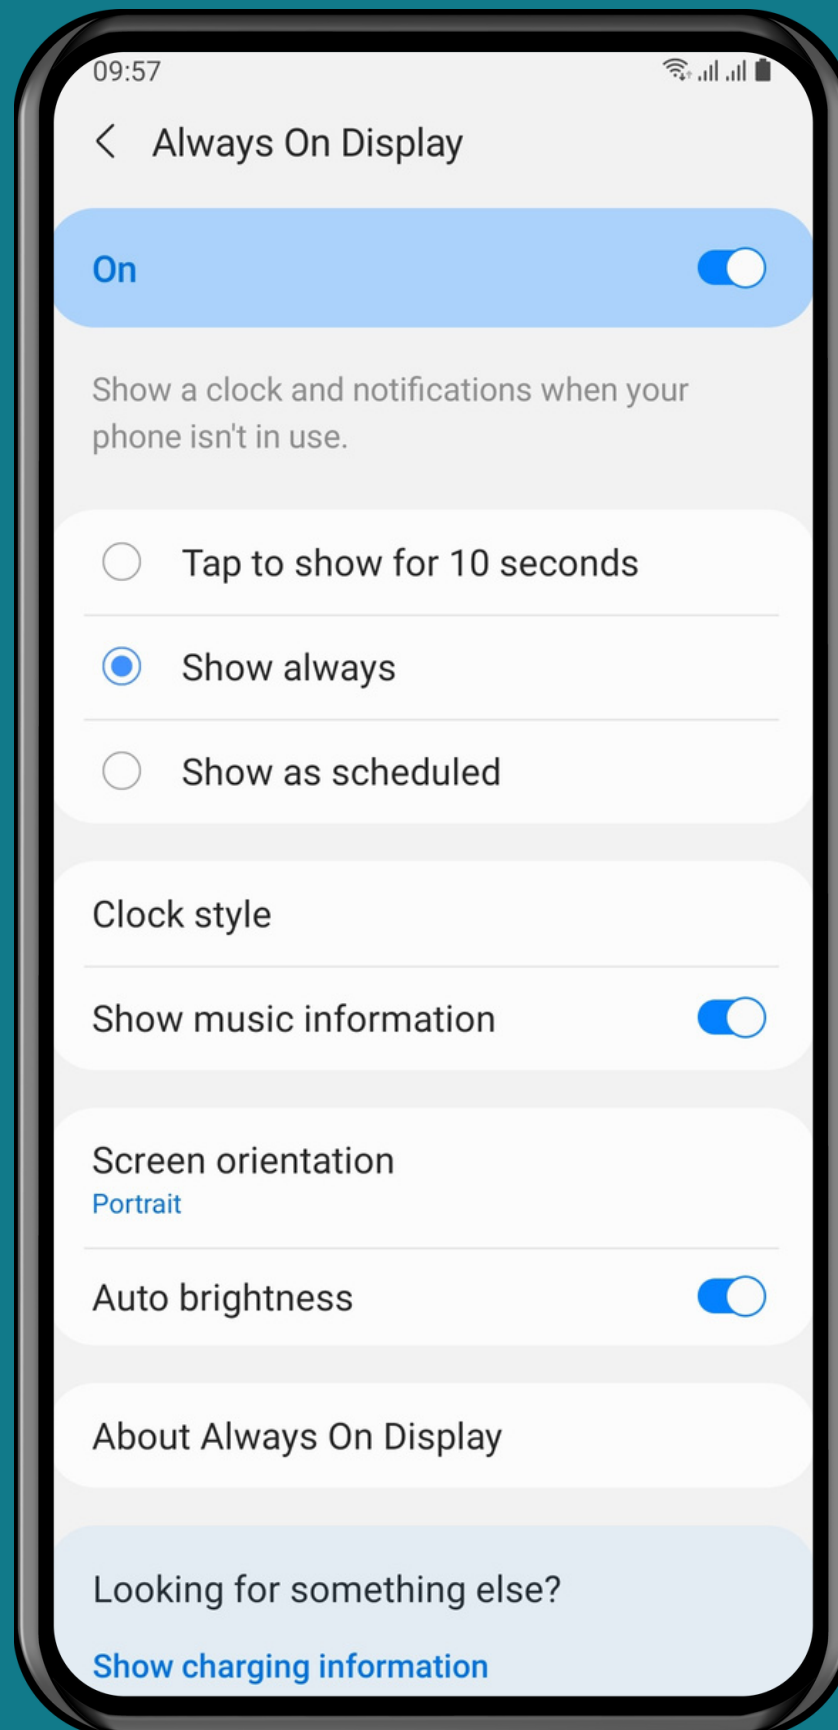 09:57
Always On Display
On
Show a clock and notifications when your
phone isn't in use.
Tap to show for 10 seconds
Show always
Show as scheduled
Clock style
Show music information
Screen orientation
Portrait
Auto brightness
About Always On Display
Looking for something else?
Show charging information